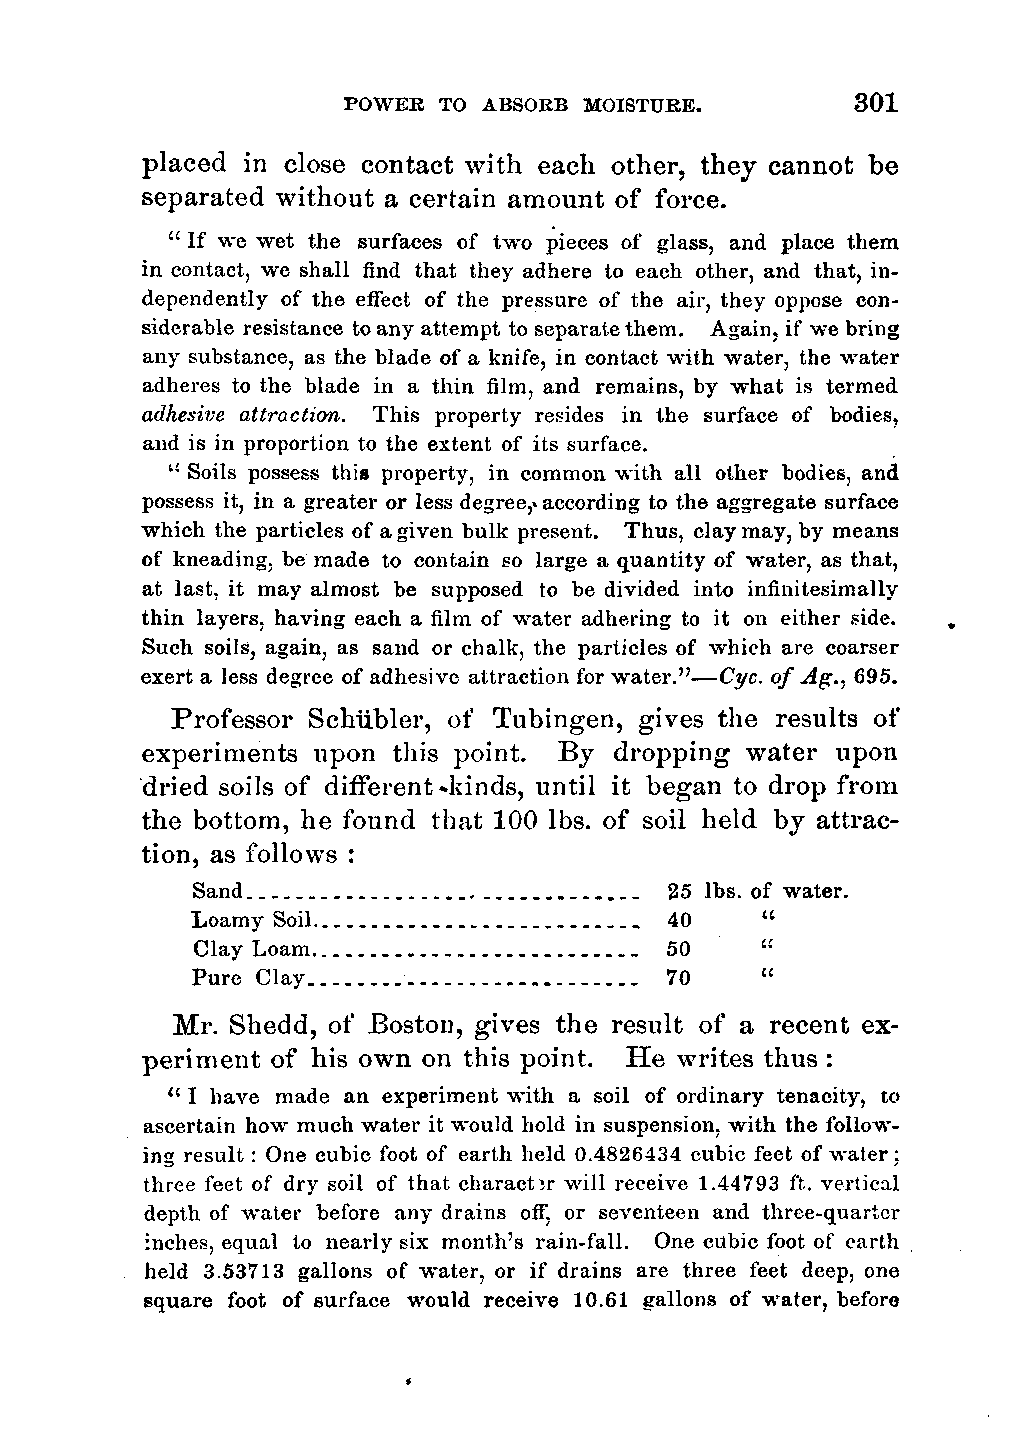 POWER TO ABSORB MOISTURE. 301
placed in close contact with each other, they cannot be
separated without a certain amount of force.
"If we wet the surfaces of two pieces of glass, and place them
in contact, we shall find that they adhere to each other, and that, in-
dependently of the effect of the pressure of the air, they oppose con-
siderable resistance to any attempt to separate them. Again, if we bring
any substance, as the blade of a knife, in contact with water, the water
adheres to the blade in a thin film, and remains, by what is termed
adhesive attraction. This property resides in the surface of bodies,
and is in proportion to the extent of its surface.
"Soils possess this property, in common with all other bodies, and
possess it, in a greater or less degree, according to the aggregate surface
which the particles of a given bulk present. Thus, clay may, by means
of kneading, be made to contain so large a quantity of water, as that,
at last, it may almost be supposed to be divided into infinitesimally
thin layers, having each a film of water adhering to it on either side.
Such soils, again, as sand or chalk, the particles of which are coarser
exert a less degree of adhesive attraction for water."—Cyc. of Ag., 695.
Professor Schübler, of Tubingen, gives the results of
experiments upon this point. By dropping water upon
dried soils of different kinds, until it began to drop from
the bottom, he found that 100 lbs. of soil held by attrac-
tion, as follows :
Sand 25 lbs. of water.
Loamy Soil 40 "
Clay Loam 50 "
Pure Clay 70 "
Mr. Shedd, of Boston, gives the result of a recent ex-
periment of his own on this point. He writes thus :
"I have made an experiment with a soil of ordinary tenacity, to
ascertain how much water it would hold in suspension, with the follow-
ing result : One cubic foot of earth held 0.4826434 cubic feet of water;
three feet of dry soil of that character will receive 1.44793 ft. vertical
depth of water before any drains off, or seventeen and three-quarter
inches, equal to nearly six month's rain-fall. One cubic foot of earth
held 3.53713 gallons of water, or if drains are three feet deep, one
square foot of surface would receive 10.61 gallons of water, before